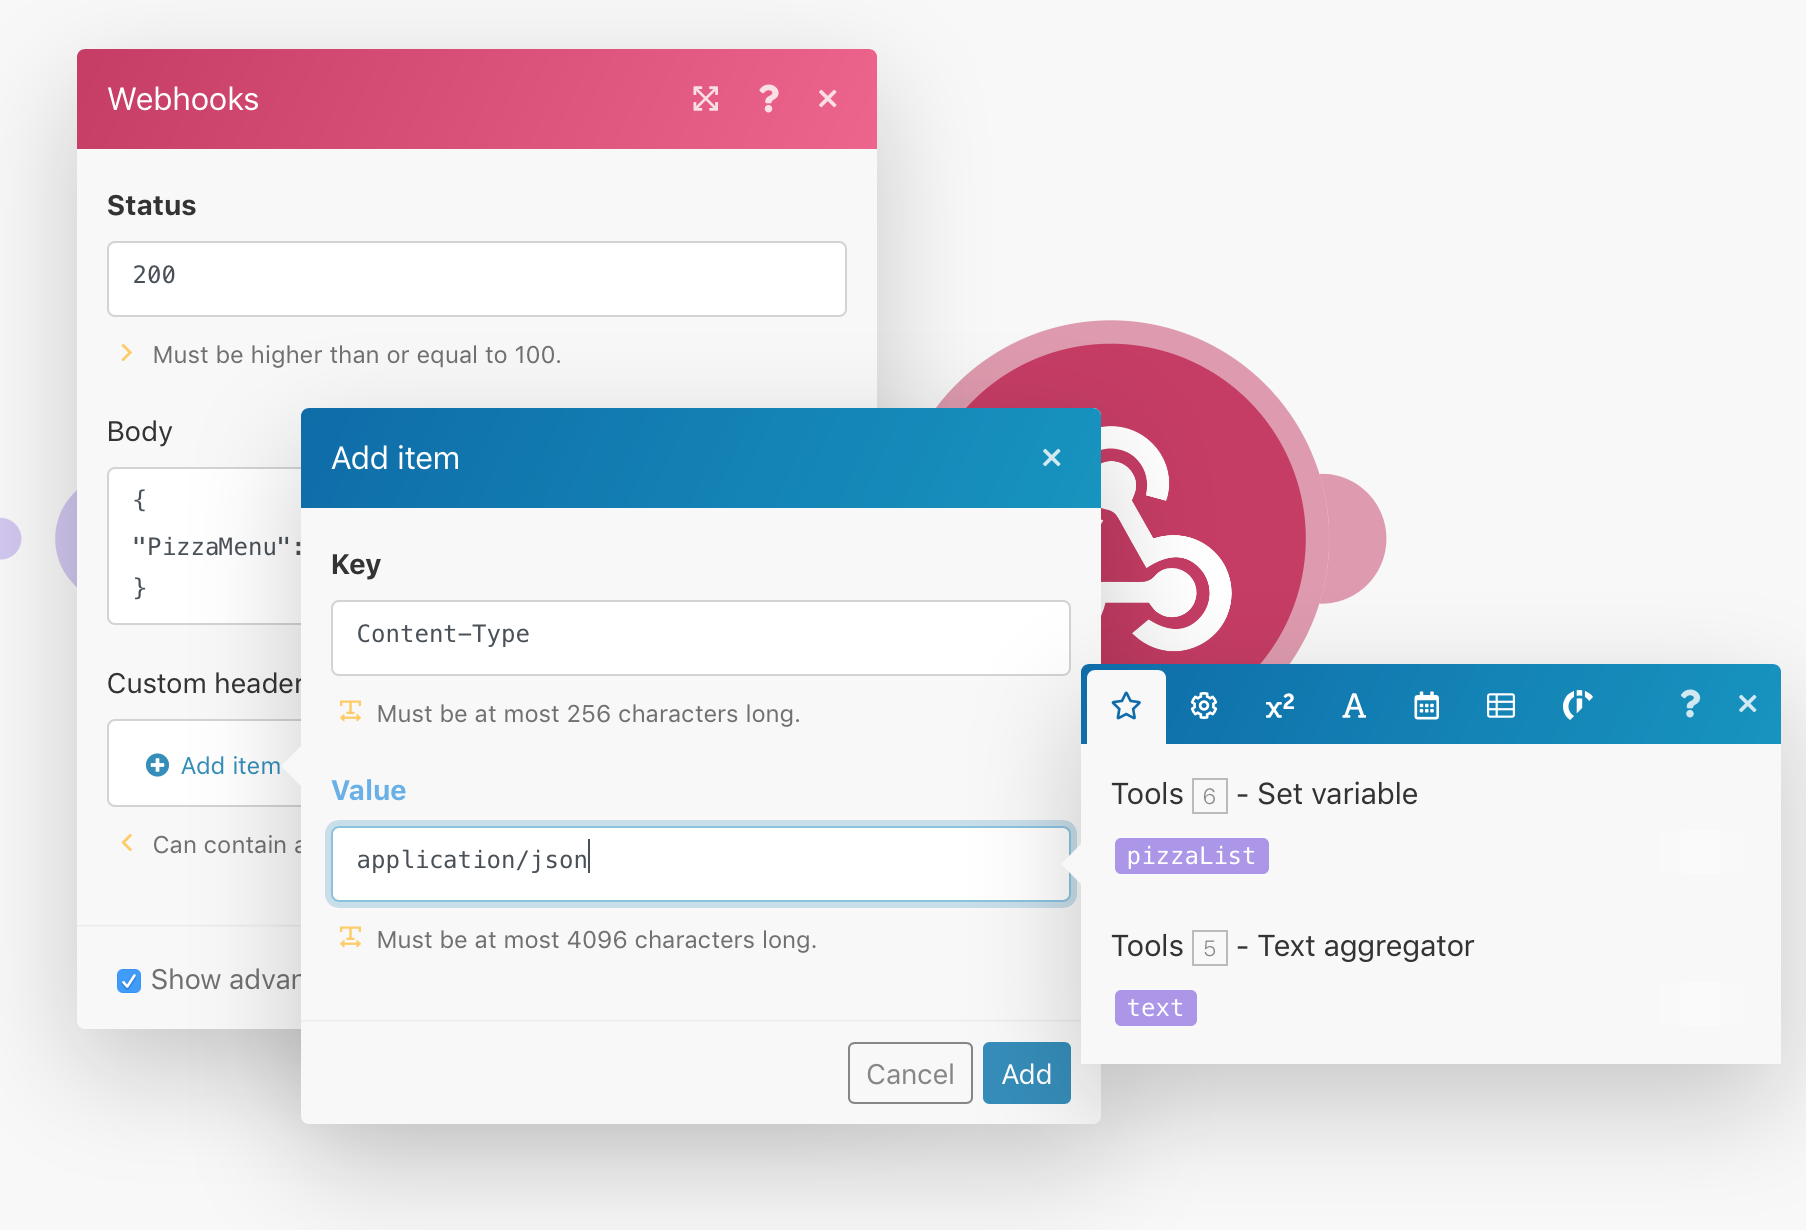 Webhooks
Status
200
Must be higher than or equal to 100.
Body
{
"PizzaMenu":
}
Custom header
Add item
Can contain
Show advan
Add item
Key
Content-Type
Must be at most 256 characters long.
Value
application/json
Must be at most 4096 characters long.
Cancel
Add
x²
A
Tools 6 - Set variable
pizzaList
Tools 5 - Text aggregator
text